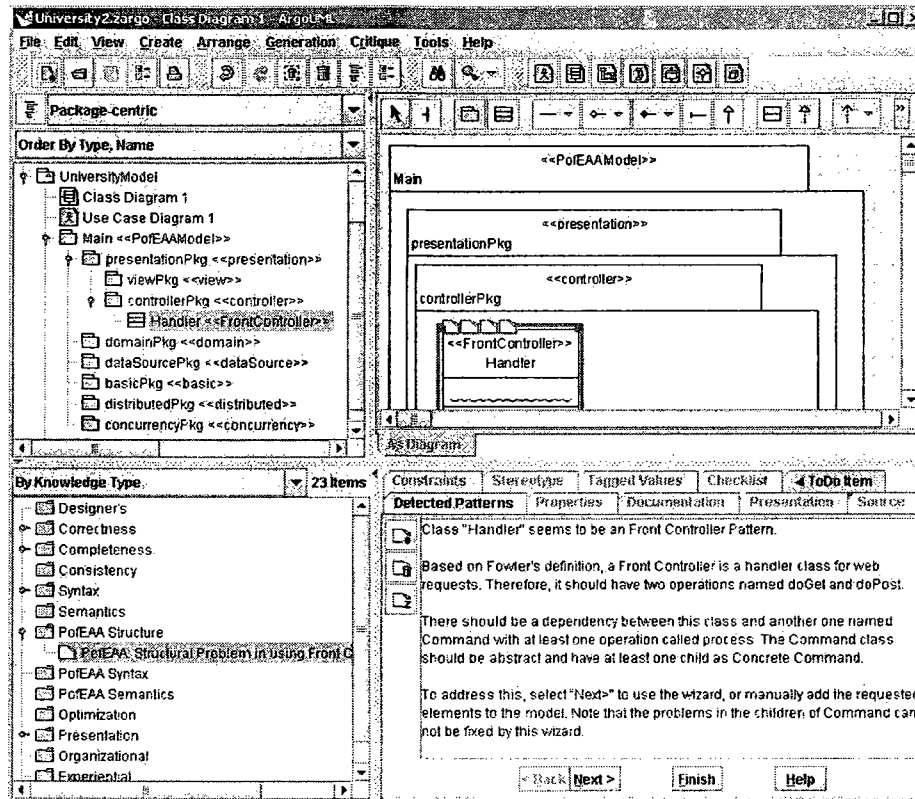 University2.zargo - Class Diagram 1 - ArgoUML
File Edit View Create Arrange Generation Critique Tools Help
Package-centric
Order By Type, Name
UniversityModel
Class Diagram 1
Use Case Diagram 1
Main <<PofEAAModel>>
presentationPkg <<presentation>>
viewPkg <<view>>
controllerPkg <<controller>>
Handler <<FrontController>>
domainPkg <<domain>>
dataSourcePkg <<dataSource>>
basicPkg <<basic>>
distributedPkg <<distributed>>
concurrencyPkg <<concurrency>>
<<PofEAAModel>>
Main
<<presentation>>
presentationPkg
<<controller>>
controllerPkg
<<FrontController>>
Handler
As Diagram
By Knowledge Type 23 Items
Designer's
Correctness
Completeness
Consistency
Syntax
Semantics
PofEAA Structure
PofEAA: Structural Problem in using Front C
PofEAA Syntax
PofEAA Semantics
Optimization
Presentation
Organizational
Experiential
Constraints Stereotype Tagged Values Checklist ToDo Item
Detected Patterns Properties Documentation Presentation Source
Class "Handler" seems to be an Front Controller Pattern.
Based on Fowler's definition, a Front Controller is a handler class for web
requests. Therefore, it should have two operations named doGet and doPost.
There should be a dependency between this class and another one named
Command with at least one operation called process. The Command class
should be abstract and have at least one child as Concrete Command.
To address this, select "Next>" to use the wizard, or manually add the requested
elements to the model. Note that the problems in the children of Command can
not be fixed by this wizard.
< Back Next > Finish Help